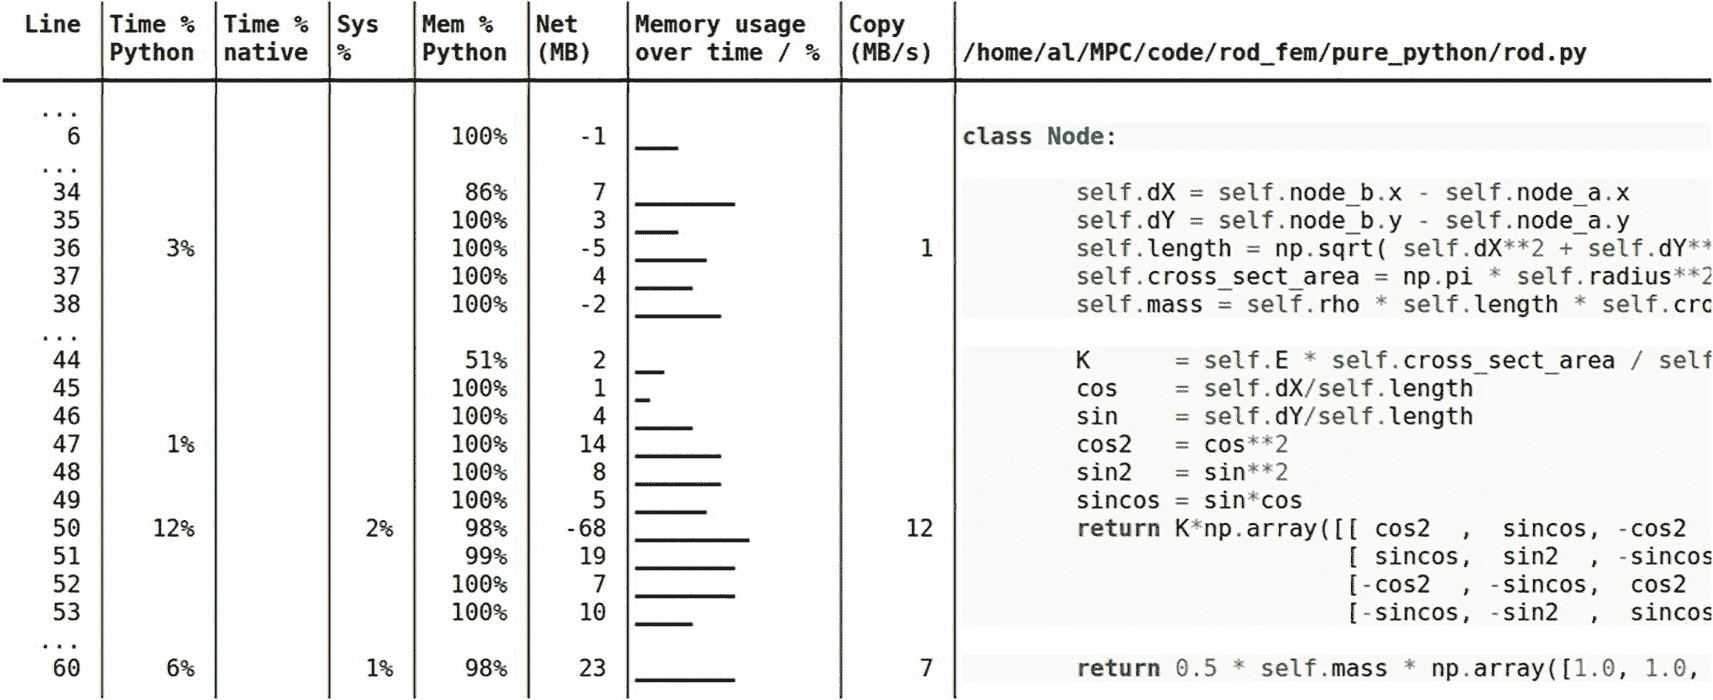 Line Time % Time % Sys Mem % Net Memory usage Copy
Python native % Python (MB) over time / % (MB/s) /home/al/MPC/code/rod_fem/pure_python/rod.py
...
6 100% -1 class Node:
...
34 86% 7 self.dX = self.node_b.x - self.node_a.x
35 100% 3 self.dY = self.node_b.y - self.node_a.y
36 3% 100% -5 1 self.length = np.sqrt( self.dX**2 + self.dY**
37 100% 4 self.cross_sect_area = np.pi * self.radius**2
38 100% -2 self.mass = self.rho * self.length * self.cro
...
44 51% 2 K = self.E * self.cross_sect_area / self
45 100% 1 cos = self.dX/self.length
46 100% 4 sin = self.dY/self.length
47 1% 100% 14 cos2 = cos**2
48 100% 8 sin2 = sin**2
49 100% 5 sincos = sin*cos
50 12% 2% 98% -68 12 return K*np.array([[ cos2 , sincos, -cos2
51 99% 19 [ sincos, sin2 , -sincos
52 100% 7 [-cos2 , -sincos, cos2
53 100% 10 [-sincos, -sin2 , sincos
...
60 6% 1% 98% 23 7 return 0.5 * self.mass * np.array([1.0, 1.0,